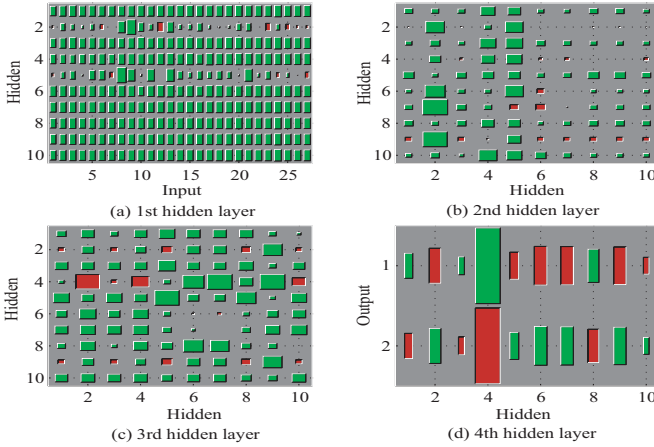 Hidden
2
4
6
8
10
5 10 15 20 25
Input
(a) 1st hidden layer
Hidden
2
4
6
8
10
2 4 6 8 10
Hidden
(b) 2nd hidden layer
Hidden
2
4
6
8
10
2 4 6 8 10
Hidden
(c) 3rd hidden layer
Output
1
2
2 4 6 8 10
Hidden
(d) 4th hidden layer